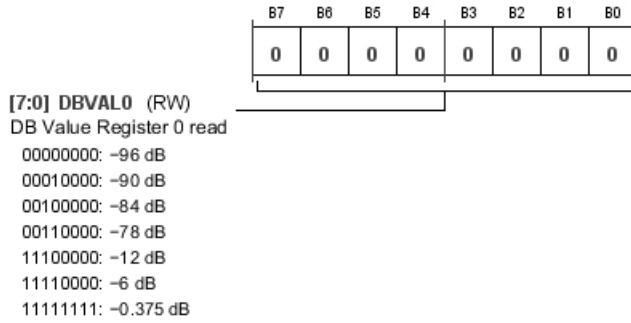 B7 B6 B5 B4 B3 B2 B1 B0
0 0 0 0 0 0 0 0
[7:0] DBVAL0 (RW)
DB Value Register 0 read
00000000: −96 dB
00010000: −90 dB
00100000: −84 dB
00110000: −78 dB
11100000: −12 dB
11110000: −6 dB
11111111: −0.375 dB